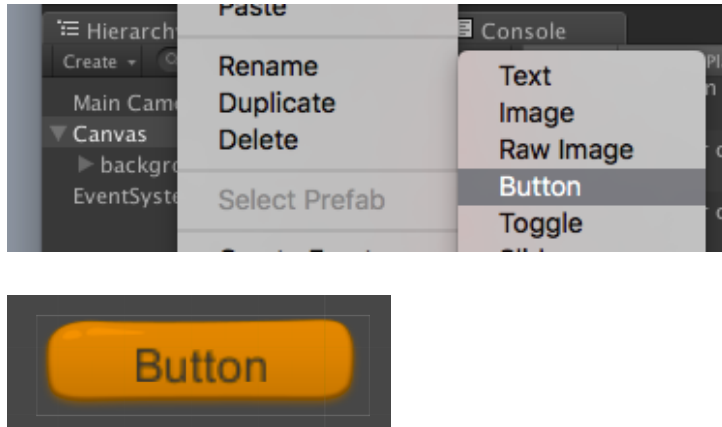 Paste
Hierarch
Console
Create
Rename
Duplicate
Delete
Select Prefab
Main Came
Canvas
backgro
EventSyste
Text
Image
Raw Image
Button
Toggle
Button